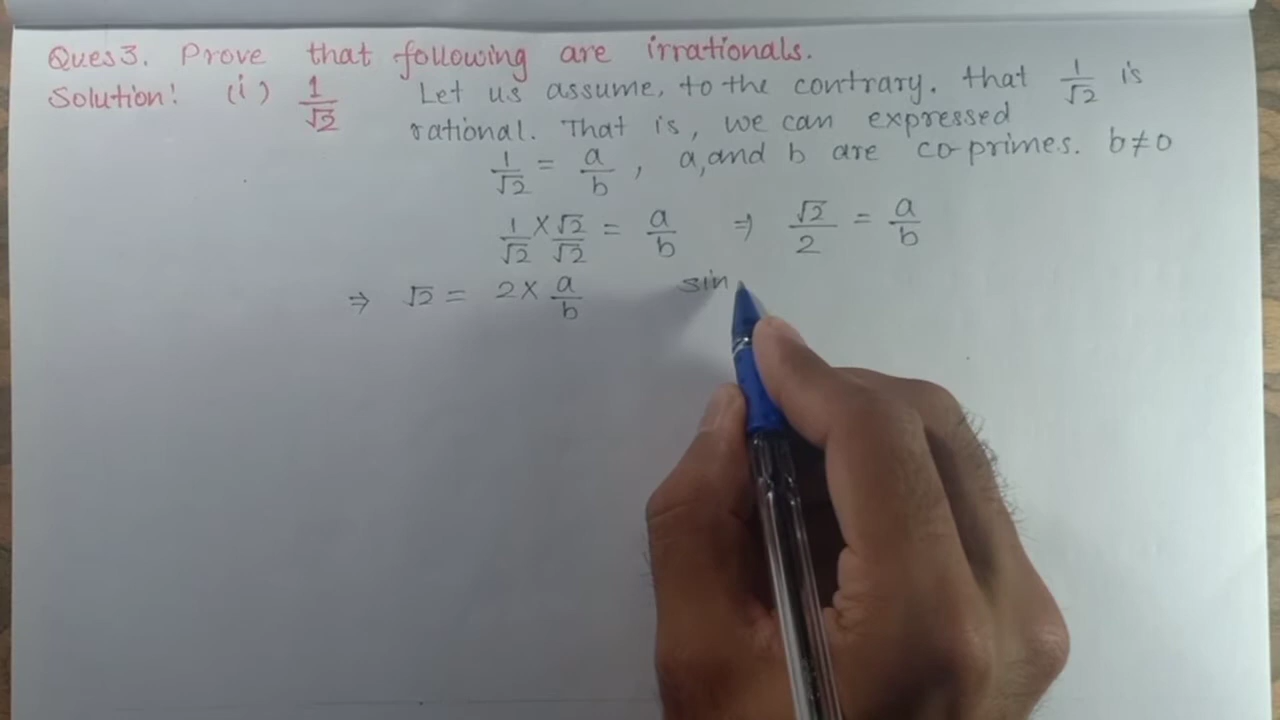 Ques 3. Prove that following are irrationals.
Solution: (i) 1/√2 Let us assume, to the contrary. that 1/√2 is
rational. That is, we can expressed
1/√2 = a/b, a, and b are co-primes. b≠0
1/√2 × √2/√2 = a/b ⇒ √2/2 = a/b
⇒ √2 = 2 × a/b sin